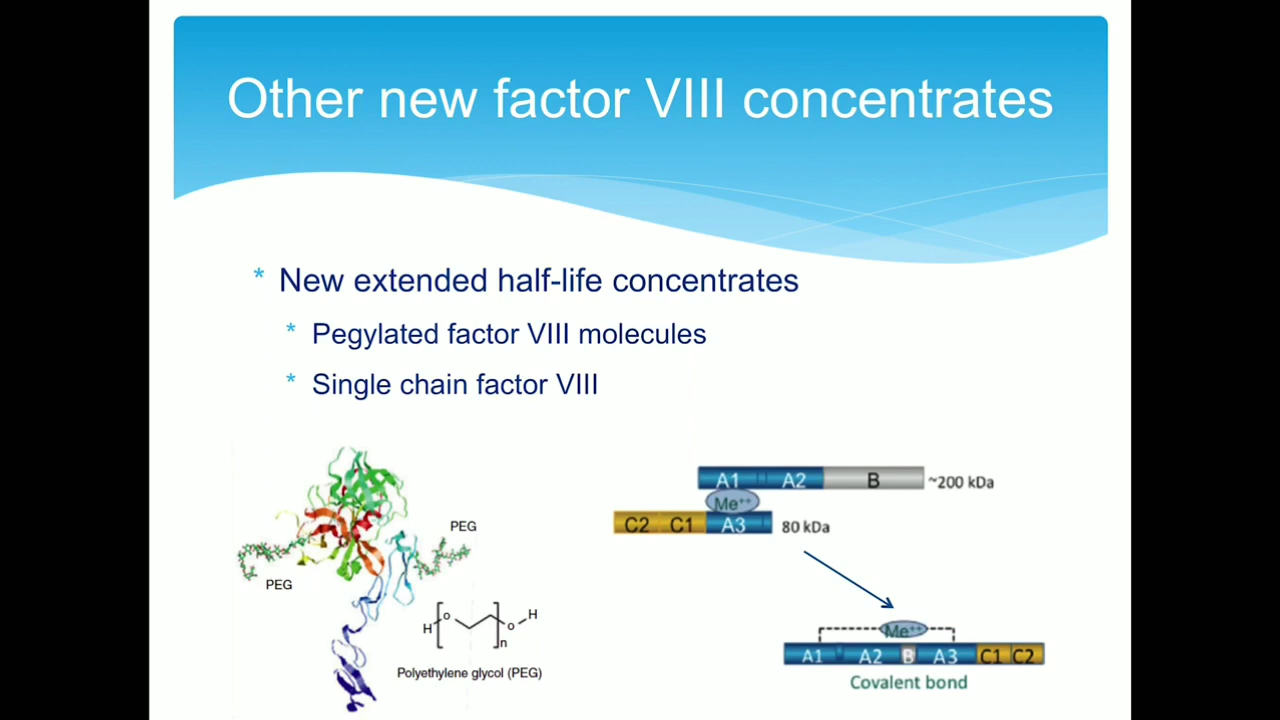 Other new factor VIII concentrates
* New extended half-life concentrates
* Pegylated factor VIII molecules
* Single chain factor VIII
PEG
PEG
H [ O ]n O H
Polyethylene glycol (PEG)
A1 A2 B ~200 kDa
Me++
C2 C1 A3 80 kDa
Me++
A1 A2 B A3 C1 C2
Covalent bond